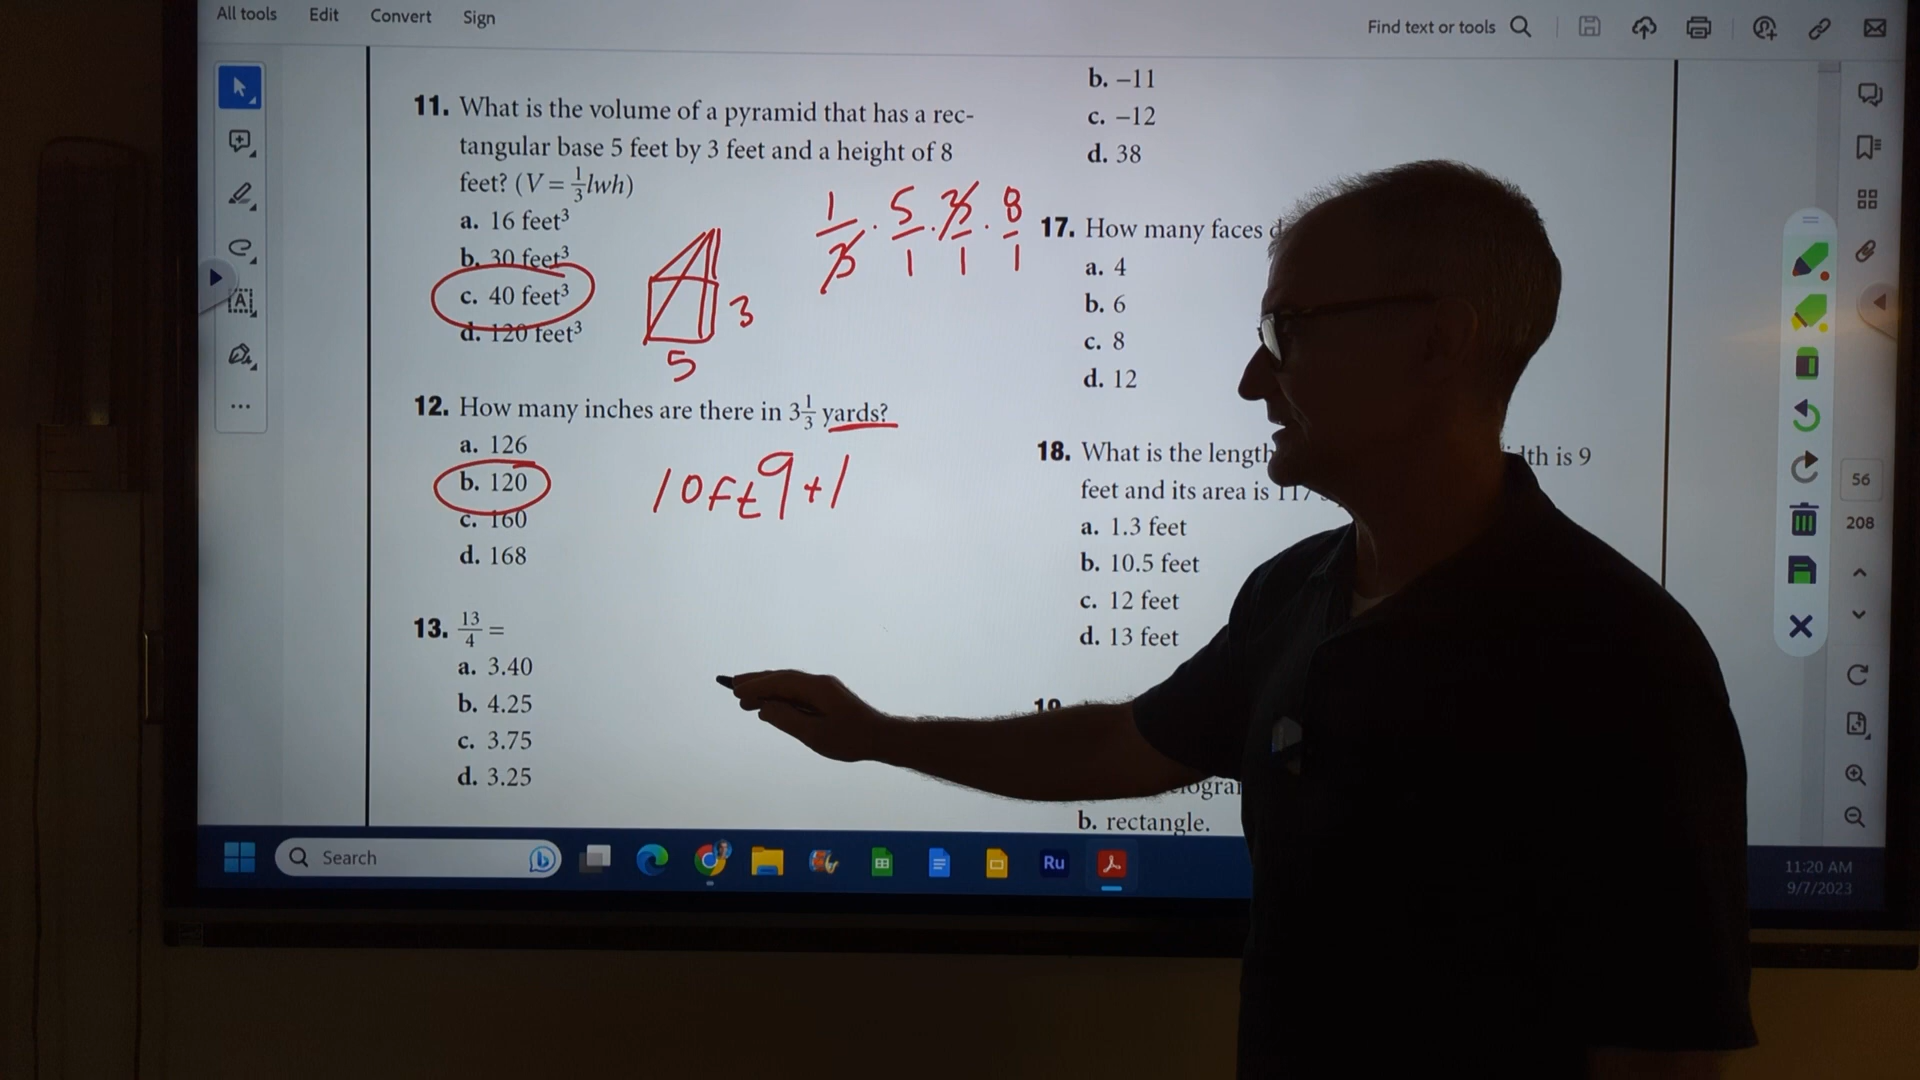 All tools Edit Convert Sign
Find text or tools
11. What is the volume of a pyramid that has a rec-
tangular base 5 feet by 3 feet and a height of 8
feet? (V = 1/3 lwh)
a. 16 feet³
b. 30 feet³
c. 40 feet³
d. 120 feet³
1/3 · 5/1 · 3/1 · 8/1
3
5
12. How many inches are there in 3 1/3 yards?
a. 126
b. 120
c. 160
d. 168
10ft 9+1
13. 13/4 =
a. 3.40
b. 4.25
c. 3.75
d. 3.25
b. –11
c. –12
d. 38
17. How many faces
a. 4
b. 6
c. 8
d. 12
18. What is the length is 9
feet and its area is 117
a. 1.3 feet
b. 10.5 feet
c. 12 feet
d. 13 feet
19.
b. rectangle.
56
208
Search
Ru
11:20 AM
9/7/2023